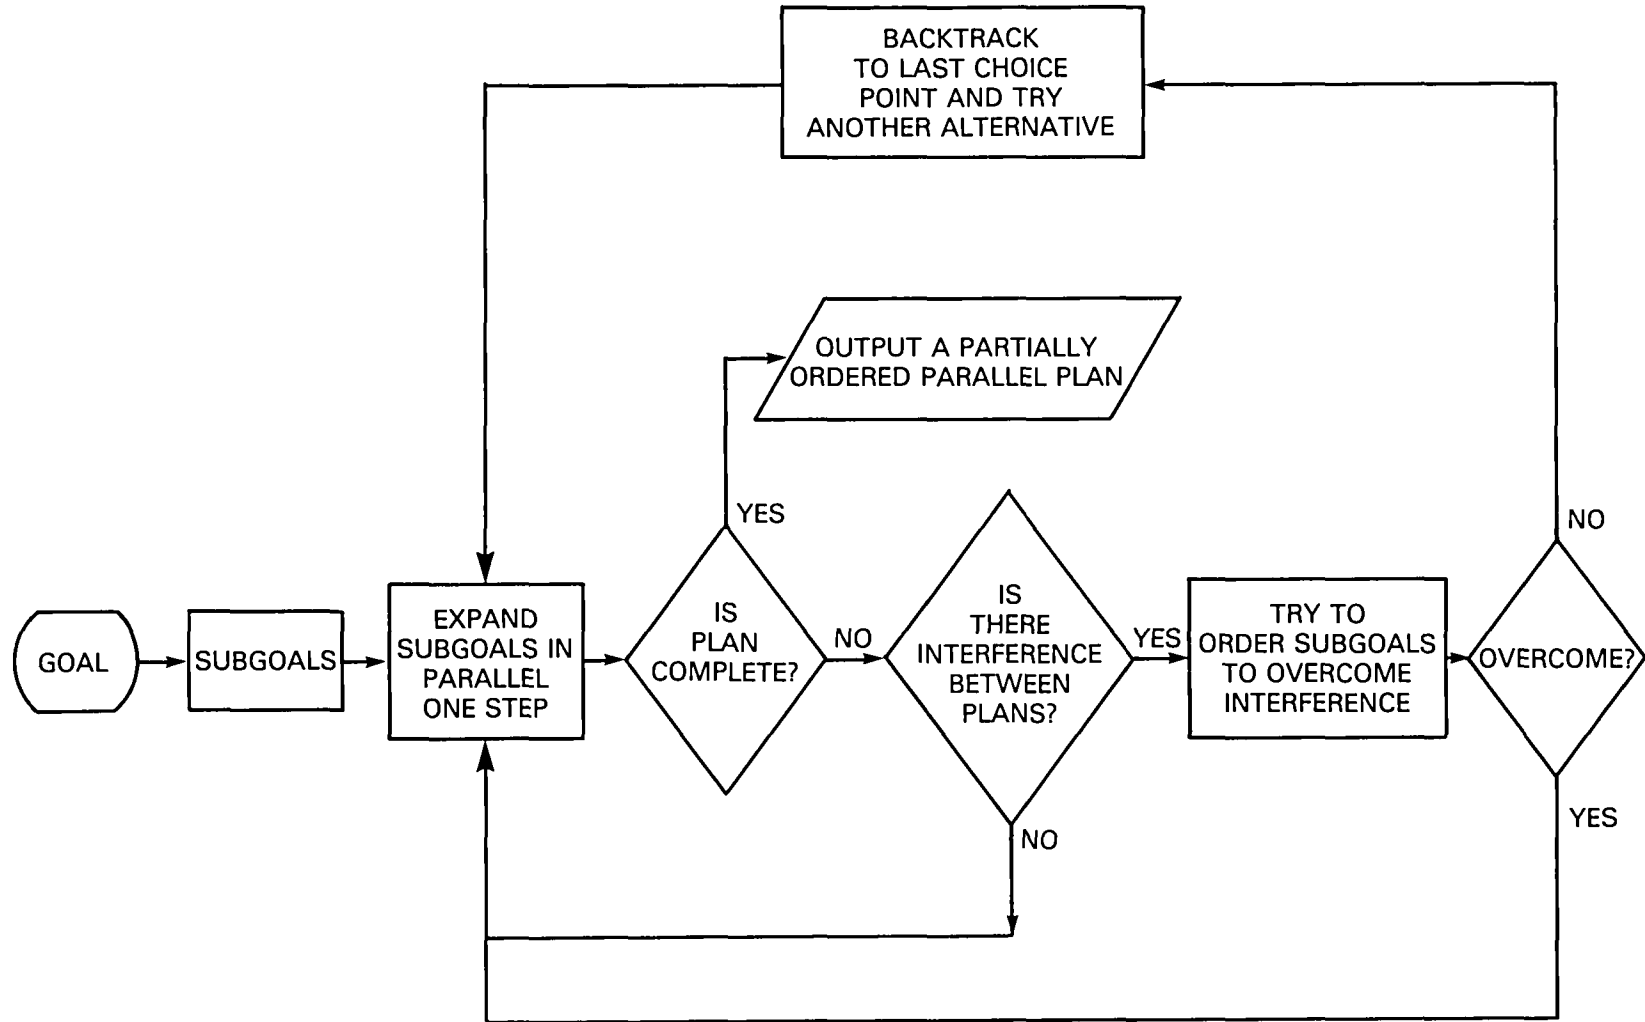 BACKTRACK
TO LAST CHOICE
POINT AND TRY
ANOTHER ALTERNATIVE
OUTPUT A PARTIALLY
ORDERED PARALLEL PLAN
YES
NO
GOAL
SUBGOALS
EXPAND
SUBGOALS IN
PARALLEL
ONE STEP
IS
PLAN
COMPLETE?
NO
IS
THERE
INTERFERENCE
BETWEEN
PLANS?
YES
TRY TO
ORDER SUBGOALS
TO OVERCOME
INTERFERENCE
OVERCOME?
NO
YES